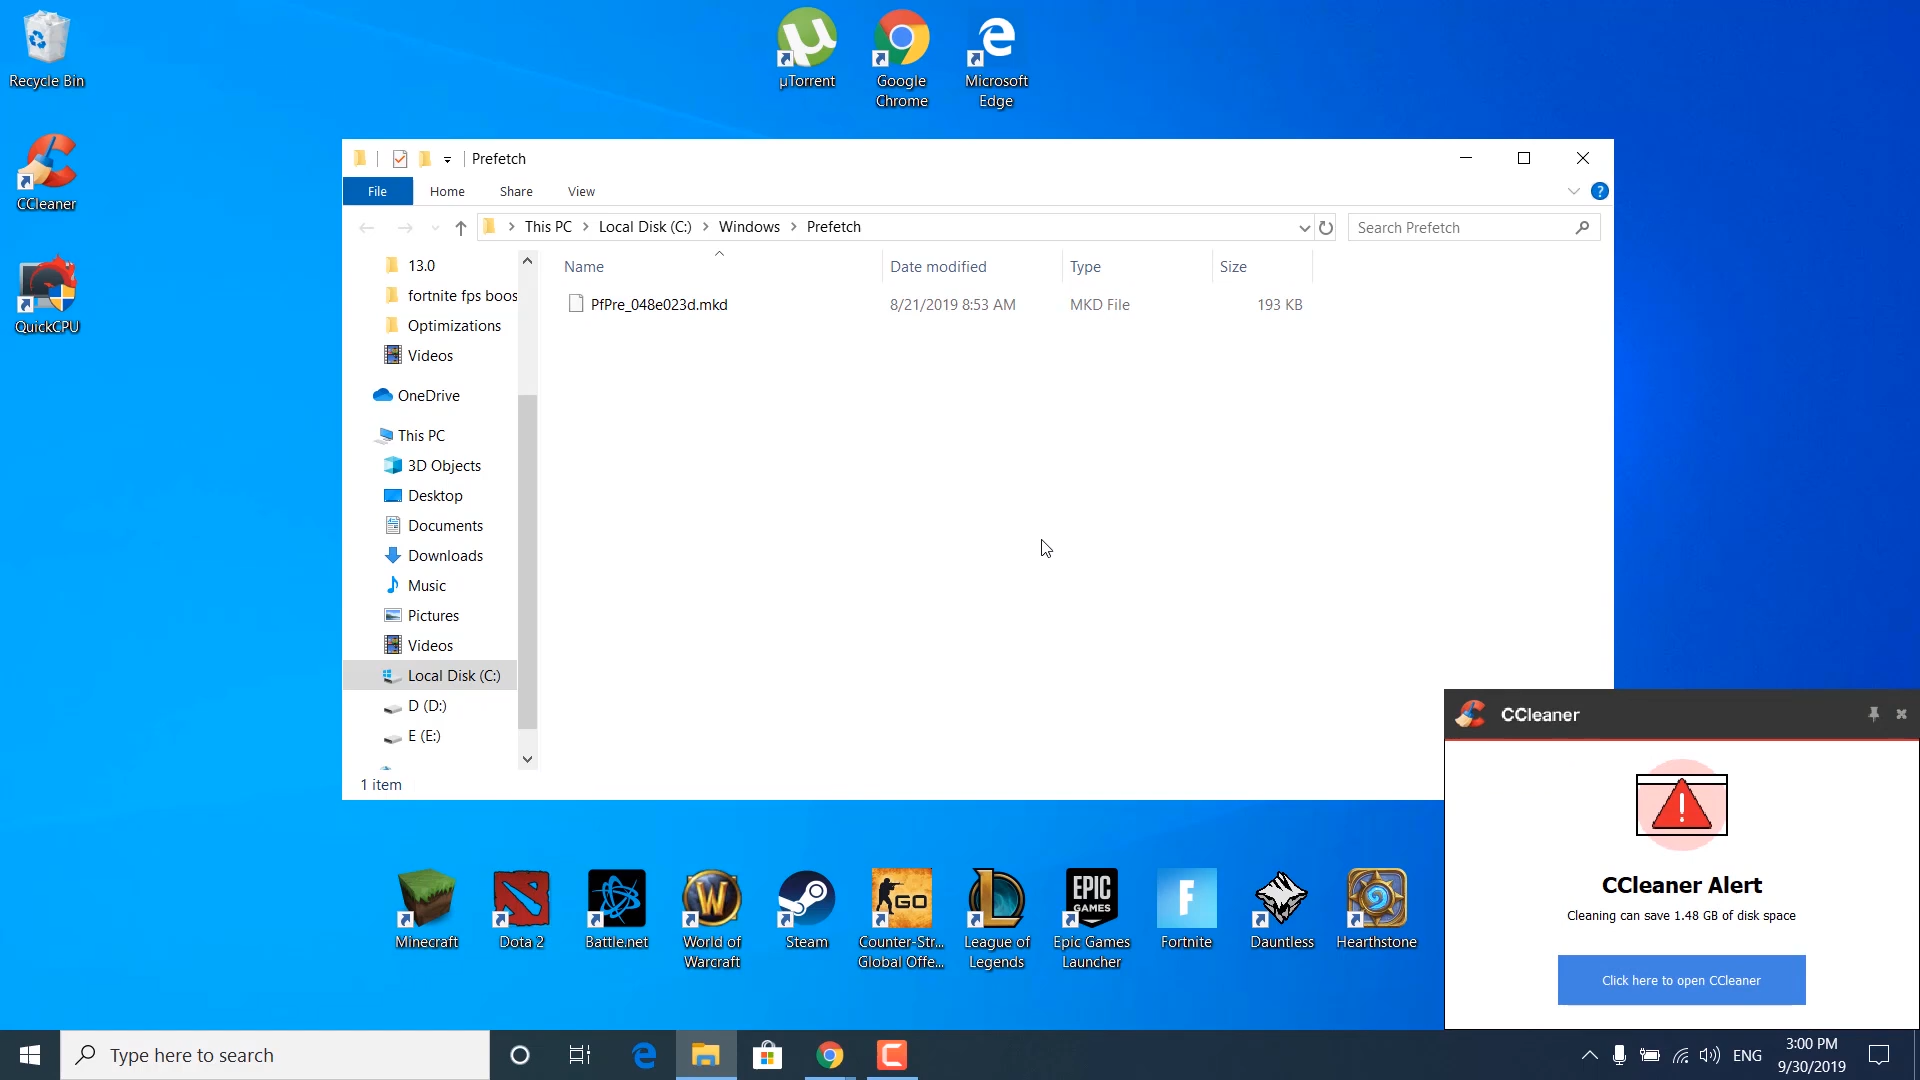 Recycle Bin
CCleaner
QuickCPU
µTorrent
Google
Chrome
Microsoft
Edge
Prefetch
File
Home
Share
View
This PC
Local Disk (C:)
Windows
Prefetch
Search Prefetch
13.0
fortnite fps boos
Optimizations
Videos
OneDrive
This PC
3D Objects
Desktop
Documents
Downloads
Music
Pictures
Videos
Local Disk (C:)
D (D:)
E (E:)
Name
Date modified
Type
Size
PfPre_048e023d.mkd
8/21/2019 8:53 AM
MKD File
193 KB
1 item
CCleaner
CCleaner Alert
Cleaning can save 1.48 GB of disk space
Click here to open CCleaner
Minecraft
Dota 2
Battle.net
World of
Warcraft
Steam
GO
Counter-Str...
Global Offe...
League of
Legends
EPIC
GAMES
Epic Games
Launcher
Fortnite
Dauntless
Hearthstone
Type here to search
ENG
3:00 PM
9/30/2019